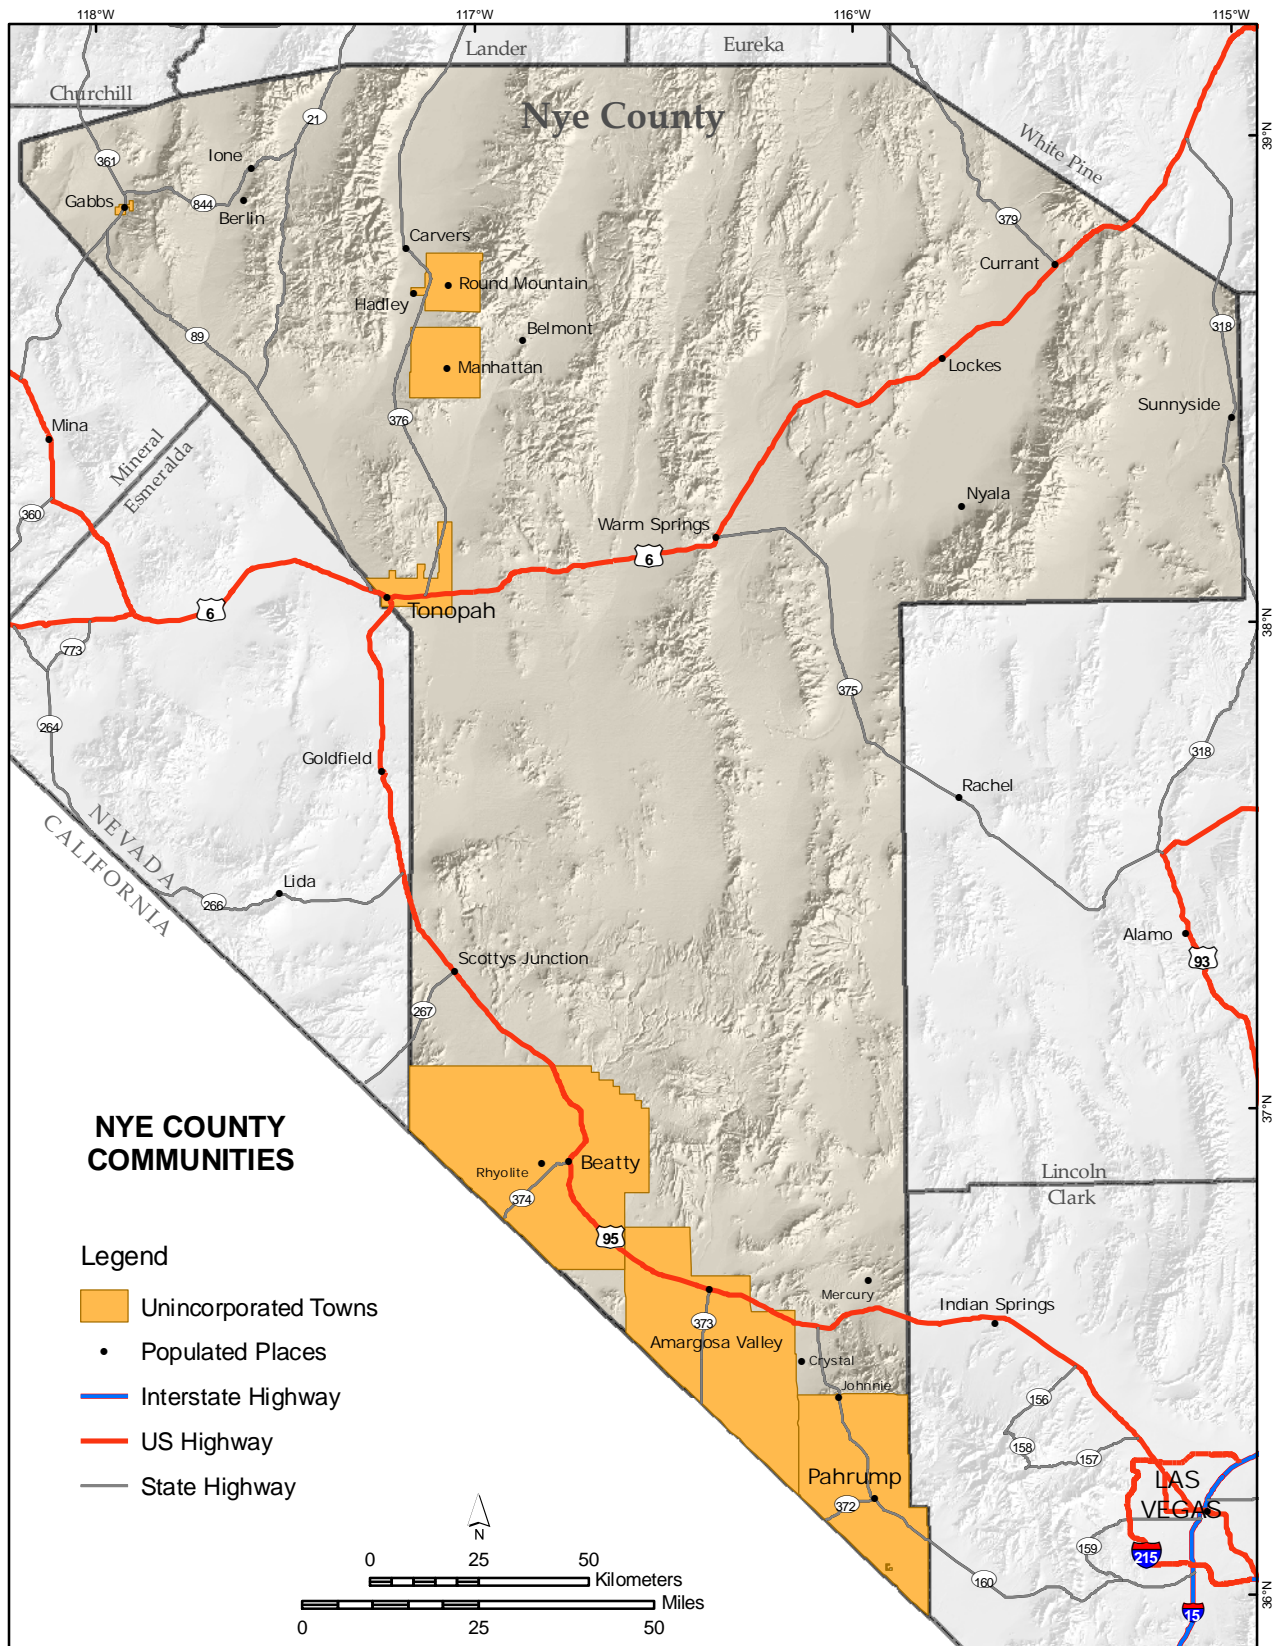 118°W
117°W
116°W
115°W
Lander
Eureka
Churchill
Nye County
21
White Pine
39°N
361
Ione
Gabbs
844
Berlin
379
Carvers
Currant
Round Mountain
Hadley
318
Belmont
89
Lockes
Manhattan
Sunnyside
376
Mina
Mineral
Esmeralda
Nyala
360
Warm Springs
6
6
Tonopah
38°N
773
375
264
318
Goldfield
Rachel
NEVADA
CALIFORNIA
Lida
266
Alamo
93
Scottys Junction
267
37°N
NYE COUNTY
COMMUNITIES
Rhyolite
Beatty
Lincoln
Clark
374
95
Legend
Unincorporated Towns
Populated Places
Interstate Highway
US Highway
State Highway
Mercury
Indian Springs
373
Amargosa Valley
Crystal
Johnnie
156
158
157
Pahrump
LAS
VEGAS
372
159
215
160
15
36°N
N
0 25 50
Kilometers
Miles
0 25 50